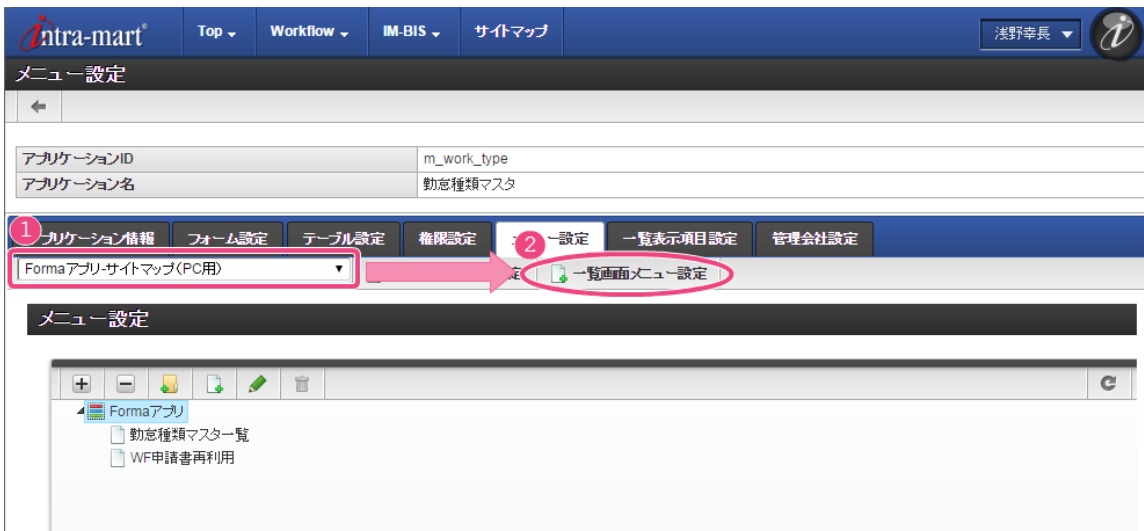 intra-mart Top Workflow IM-BIS サイトマップ 浅野幸長
メニュー設定
アプリケーションID m_work_type
アプリケーション名 勤怠種類マスタ
1 プリケーション情報 フォーム設定 テーブル設定 権限設定 2 ー設定 一覧表示項目設定 管理会社設定
Formaアプリ-サイトマップ(PC用) 定 一覧画面メニュー設定
メニュー設定
Formaアプリ
勤怠種類マスター覧
WF申請書再利用